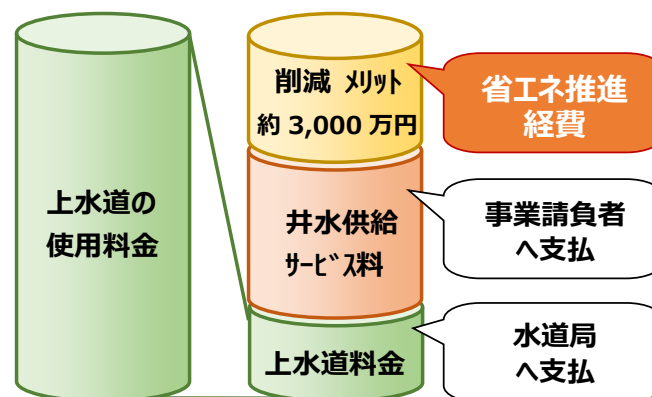 上水道の
使用料金
削減 ﾒﾘｯﾄ
約 3,000 万円
井水供給
ｻｰﾋﾞｽ料
上水道料金
省エネ推進
経費
事業請負者
へ支払
水道局
へ支払